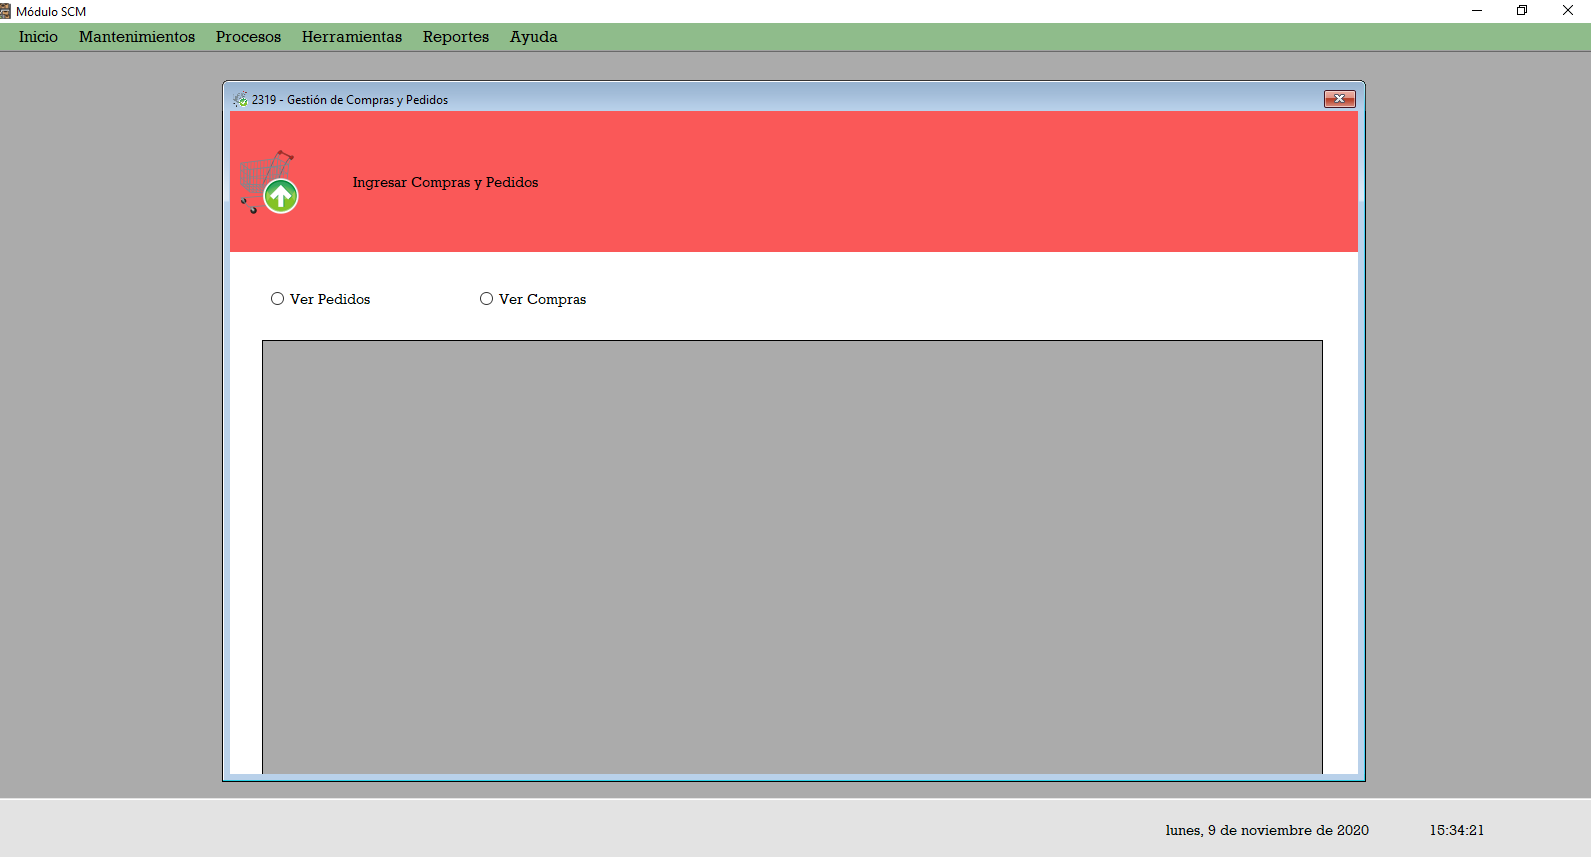 Módulo SCM
Inicio Mantenimientos Procesos Herramientas Reportes Ayuda
2319 - Gestión de Compras y Pedidos
Ingresar Compras y Pedidos
Ver Pedidos Ver Compras
lunes, 9 de noviembre de 2020 15:34:21